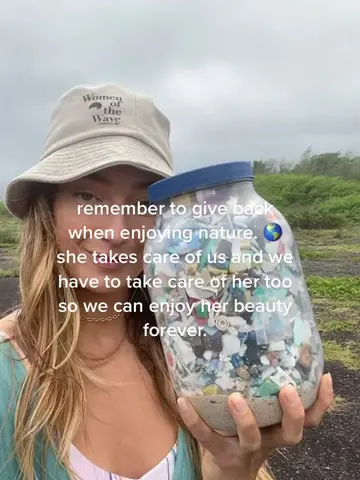 Women
of the
Wave
remember to give back
when enjoying nature. 🌎
she takes care of us and we
have to take care of her too
so we can enjoy her beauty
forever.